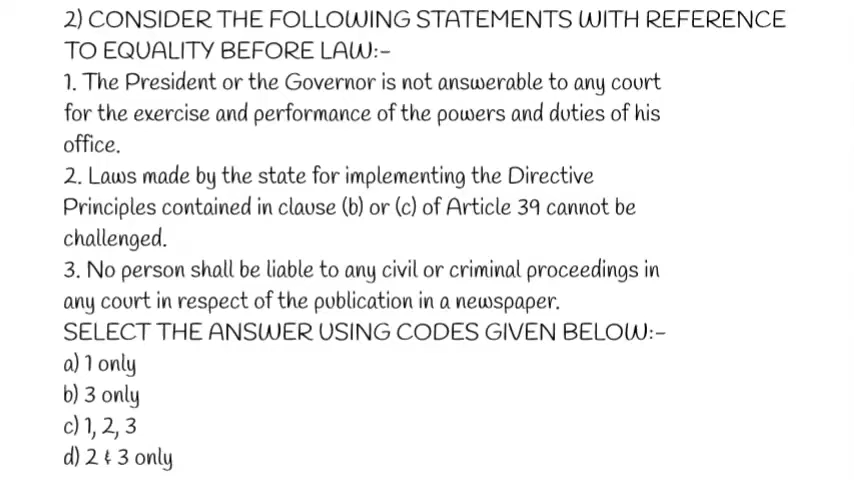 2) CONSIDER THE FOLLOWING STATEMENTS WITH REFERENCE
TO EQUALITY BEFORE LAW:-
1. The President or the Governor is not answerable to any court
for the exercise and performance of the powers and duties of his
office.
2. Laws made by the state for implementing the Directive
Principles contained in clause (b) or (c) of Article 39 cannot be
challenged.
3. No person shall be liable to any civil or criminal proceedings in
any court in respect of the publication in a newspaper.
SELECT THE ANSWER USING CODES GIVEN BELOW:-
a) 1 only
b) 3 only
c) 1, 2, 3
d) 2 & 3 only